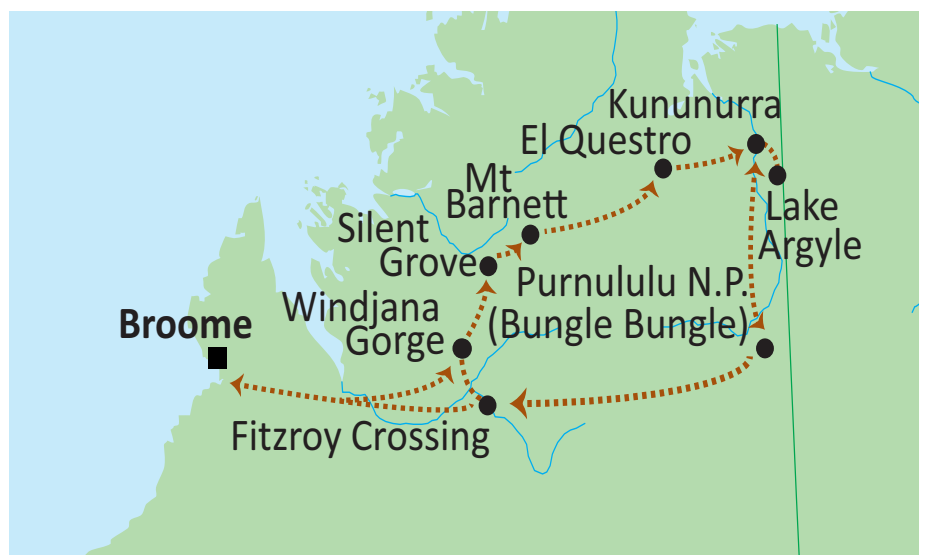 Kununurra
El Questro
Mt
Barnett
Lake
Argyle
Silent
Grove
Purnululu N.P.
(Bungle Bungle)
Windjana
Gorge
Broome
Fitzroy Crossing